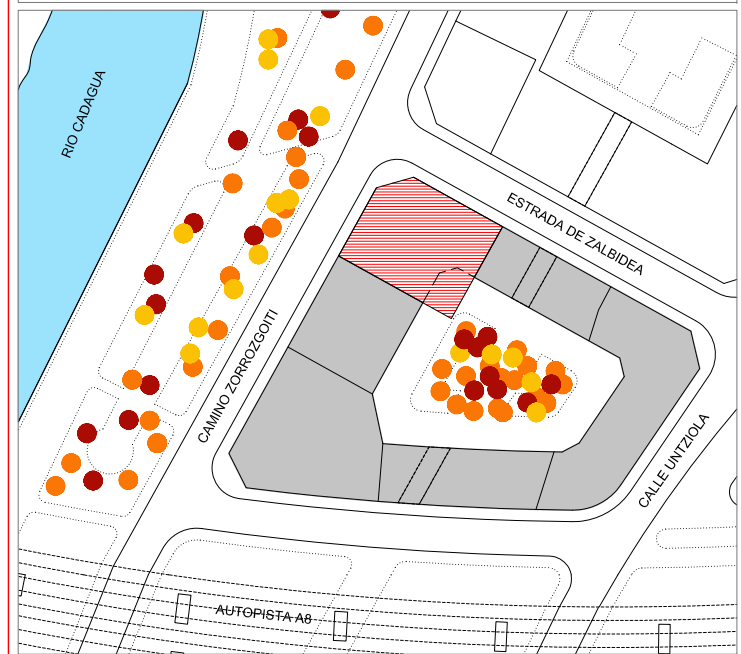 RIO CADAGUA
ESTRADA DE ZALBIDEA
CAMINO ZORROZGOITI
CALLE UNTZIOLA
AUTOPISTA A8